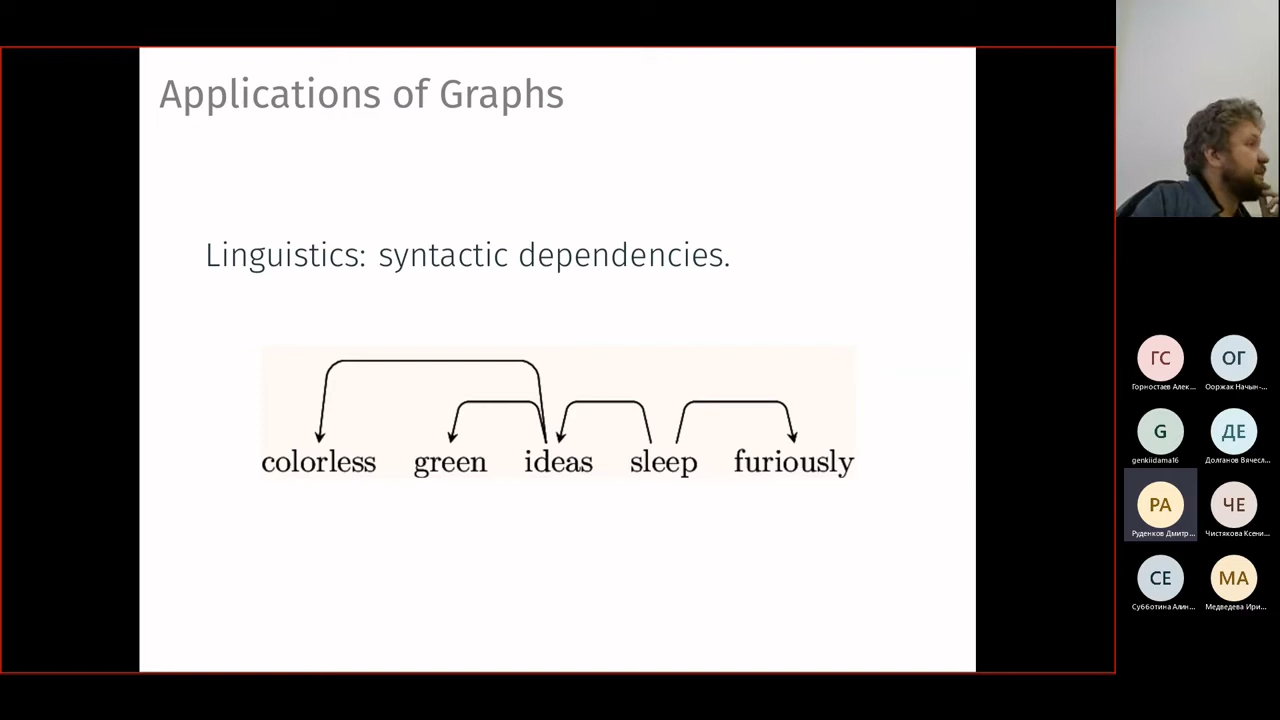 Applications of Graphs
Linguistics: syntactic dependencies.
colorless green ideas sleep furiously
ГС ОГ
Горностаев Алек... Ооржак Начын-...
G ДЕ
genkiidama16 Долганов Вячесл...
РА ЧЕ
Руденков Дмитр... Чистякова Ксени...
СЕ МА
Субботина Алин... Медведева Ири...